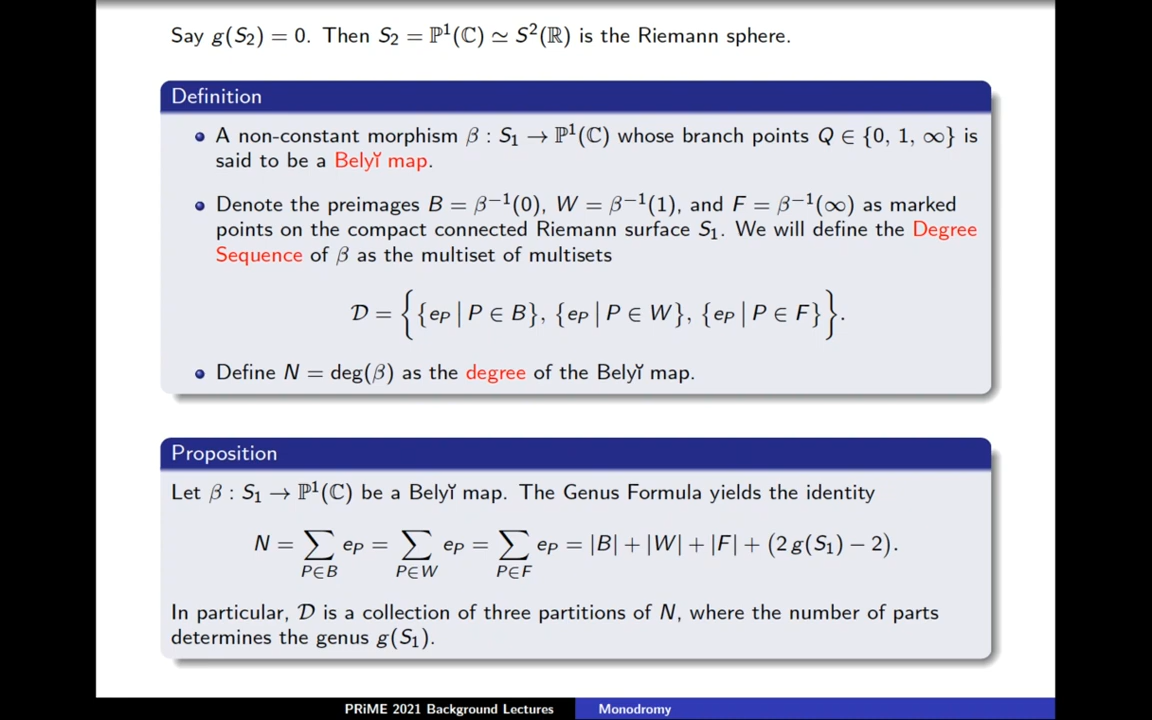 Say g(S₂) = 0. Then S₂ = ℙ¹(ℂ) ≃ S²(ℝ) is the Riemann sphere.
Definition
• A non-constant morphism β : S₁ → ℙ¹(ℂ) whose branch points Q ∈ {0, 1, ∞} is
said to be a Belyĭ map.
• Denote the preimages B = β⁻¹(0), W = β⁻¹(1), and F = β⁻¹(∞) as marked
points on the compact connected Riemann surface S₁. We will define the Degree
Sequence of β as the multiset of multisets
𝒟 = { {e_P | P ∈ B}, {e_P | P ∈ W}, {e_P | P ∈ F} }.
• Define N = deg(β) as the degree of the Belyĭ map.
Proposition
Let β : S₁ → ℙ¹(ℂ) be a Belyĭ map. The Genus Formula yields the identity
N = ∑_{P∈B} e_P = ∑_{P∈W} e_P = ∑_{P∈F} e_P = |B| + |W| + |F| + (2 g(S₁) − 2).
In particular, 𝒟 is a collection of three partitions of N, where the number of parts
determines the genus g(S₁).
PRiME 2021 Background Lectures Monodromy